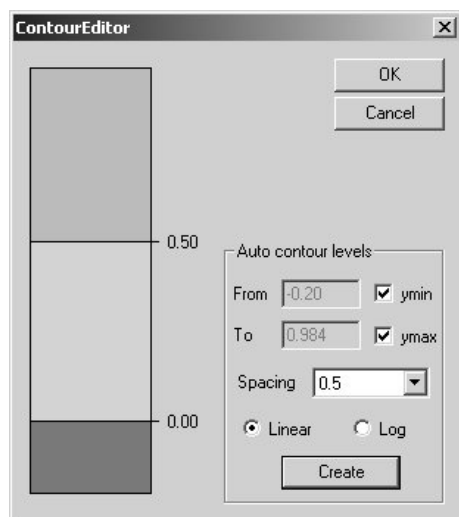 ContourEditor
OK
Cancel
0.50
Auto contour levels
From -0.20 ymin
To 0.984 ymax
Spacing 0.5
0.00
Linear Log
Create